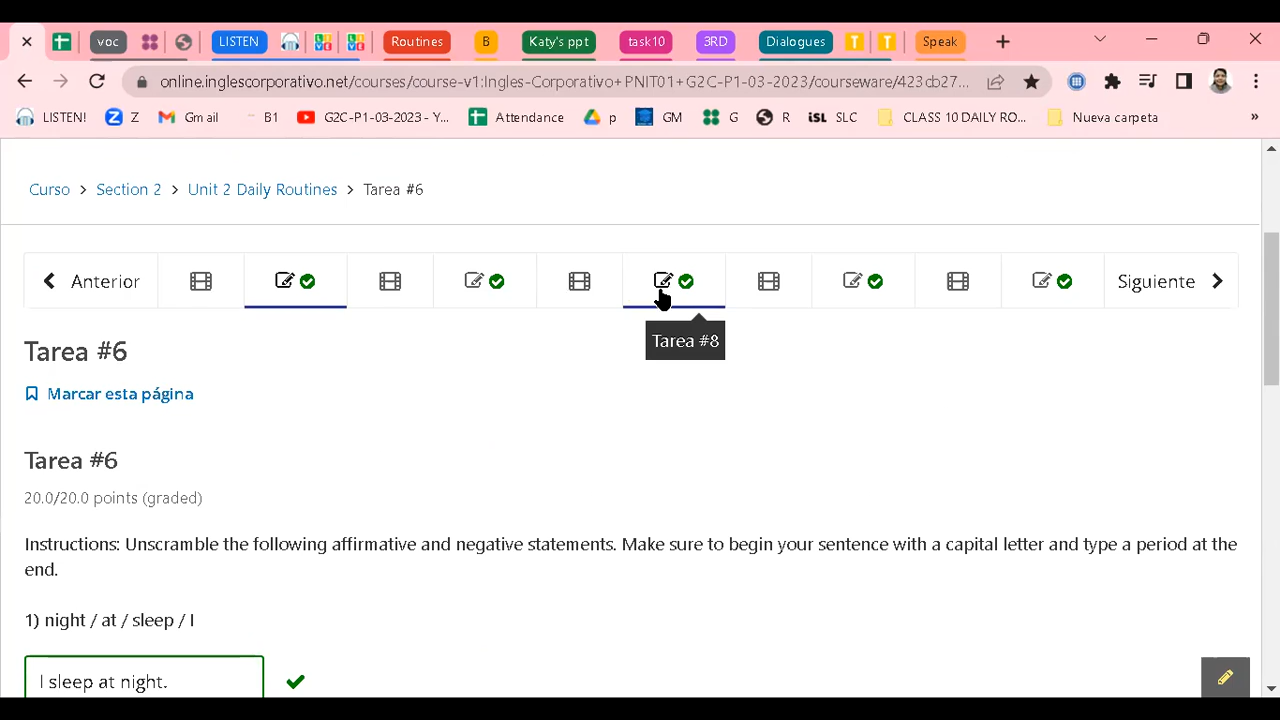 voc LISTEN Routines B Katy's ppt task10 3RD Dialogues T T Speak
online.inglescorporativo.net/courses/course-v1:Ingles-Corporativo+PNIT01+G2C-P1-03-2023/courseware/423cb27...
LISTEN! Z Gmail B1 G2C-P1-03-2023 - Y... Attendance p GM G R iSL SLC CLASS 10 DAILY RO... Nueva carpeta »
Curso > Section 2 > Unit 2 Daily Routines > Tarea #6
Anterior Siguiente
Tarea #8
Tarea #6
Marcar esta página
Tarea #6
20.0/20.0 points (graded)
Instructions: Unscramble the following affirmative and negative statements. Make sure to begin your sentence with a capital letter and type a period at the
end.
1) night / at / sleep / I
I sleep at night.